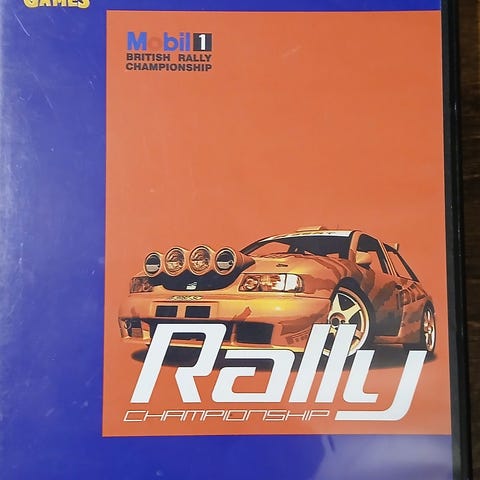 GAMES
Mobil 1
BRITISH RALLY
CHAMPIONSHIP
Rally
CHAMPIONSHIP